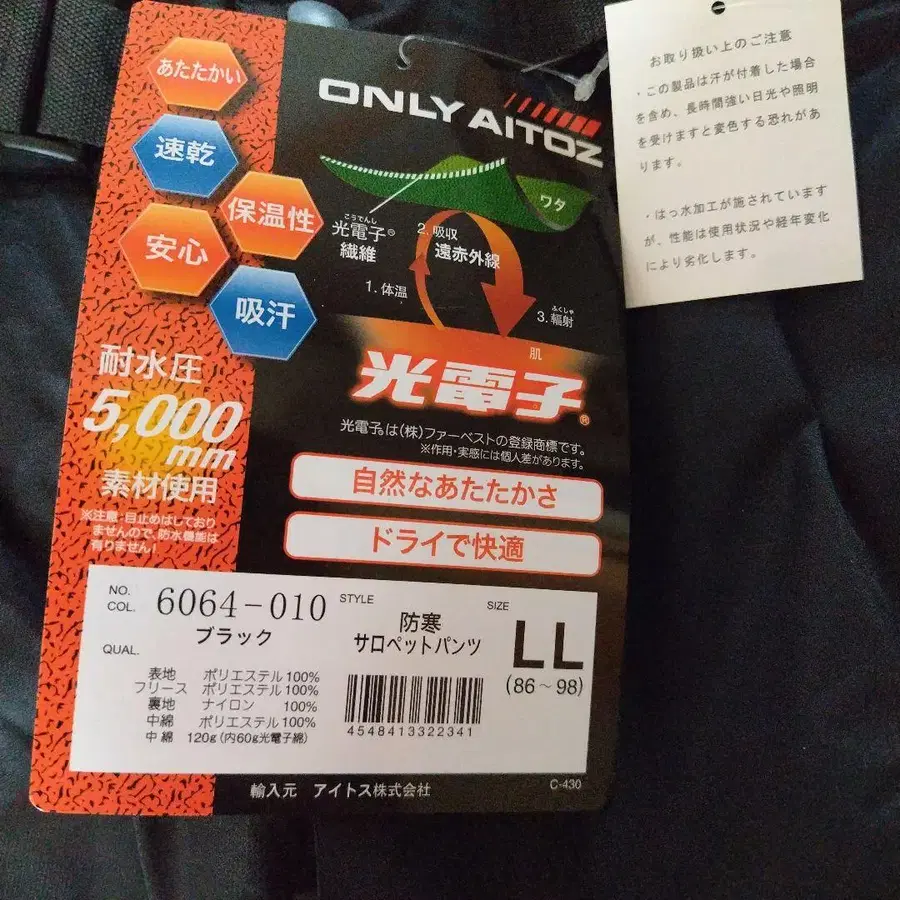 ONLY AITOZ
あたたかい
速乾
保温性
安心
吸汗
ワタ
こうでんし
光電子®
繊維
2. 吸収
遠赤外線
1. 体温
ふくしゃ
3. 輻射
肌
光電子®
光電子®は(株)ファーベストの登録商標です。
※作用・実感には個人差があります。
耐水圧
5,000
mm
素材使用
※注意・目止めはしており
ませんので、防水機能は
有りません!
自然なあたたかさ
ドライで快適
NO.
COL.
6064-010
ブラック
STYLE
防寒
サロペットパンツ
SIZE
LL
(86~98)
QUAL.
表地 ポリエステル100%
フリース ポリエステル100%
裏地 ナイロン 100%
中綿 ポリエステル100%
中綿 120g(内60g光電子綿)
4548413322341
輸入元 アイトス株式会社
C-430
お取り扱い上のご注意
・この製品は汗が付着した場合
を含め、長時間強い日光や照明
を受けますと変色する恐れがあ
ります。
・はっ水加工が施されています
が、性能は使用状況や経年変化
により劣化します。